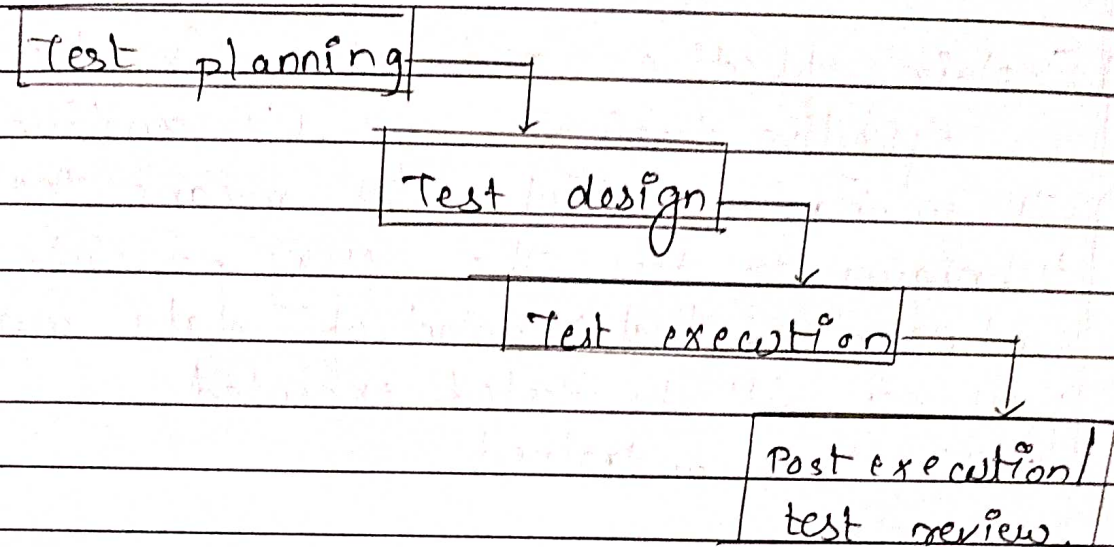 Test planning
Test design
Test execution
Post execution/
test review.